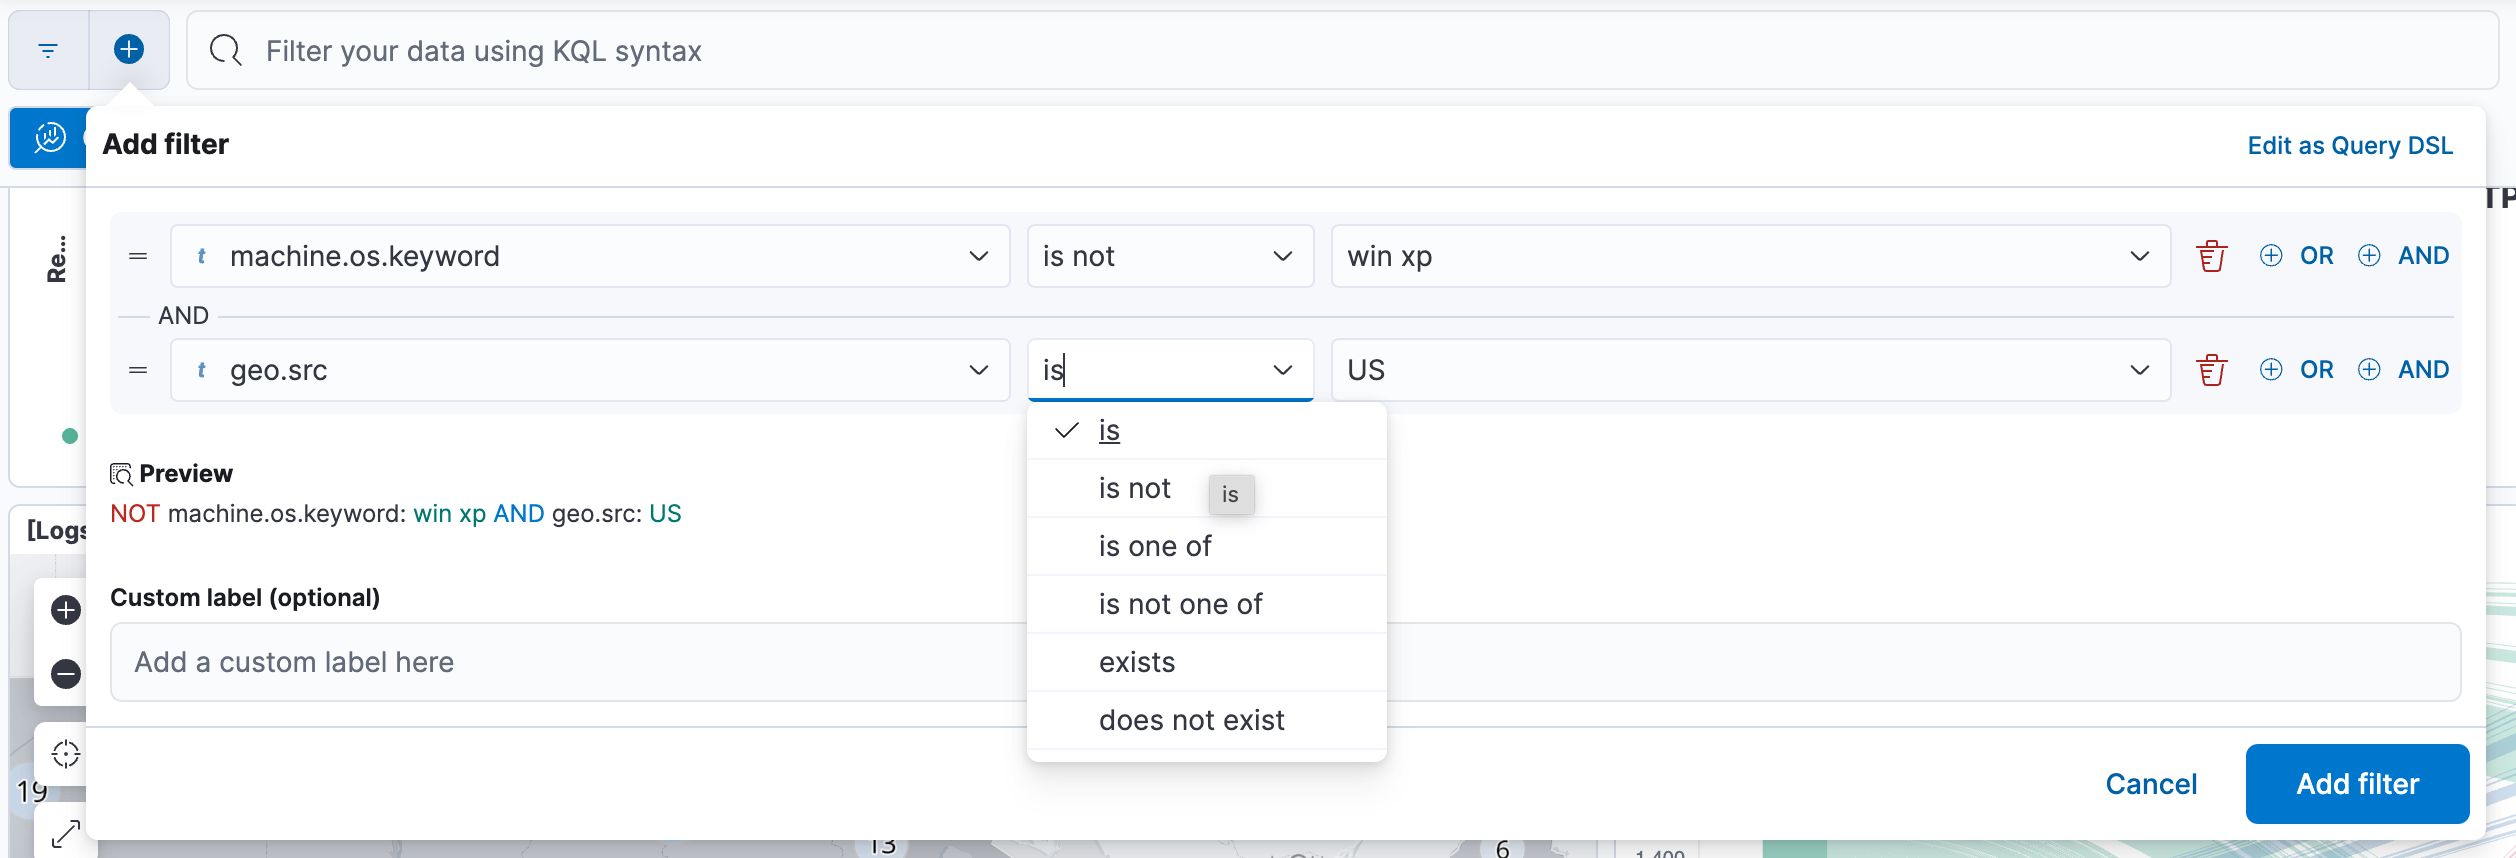 Filter your data using KQL syntax
Add filter
Edit as Query DSL
TP
Re...
t machine.os.keyword
is not
win xp
OR
AND
AND
t geo.src
is
US
OR
AND
is
is not
is
is one of
is not one of
exists
does not exist
Preview
NOT machine.os.keyword: win xp AND geo.src: US
[Logs
Custom label (optional)
Add a custom label here
Cancel
Add filter
19
13
6
1,400